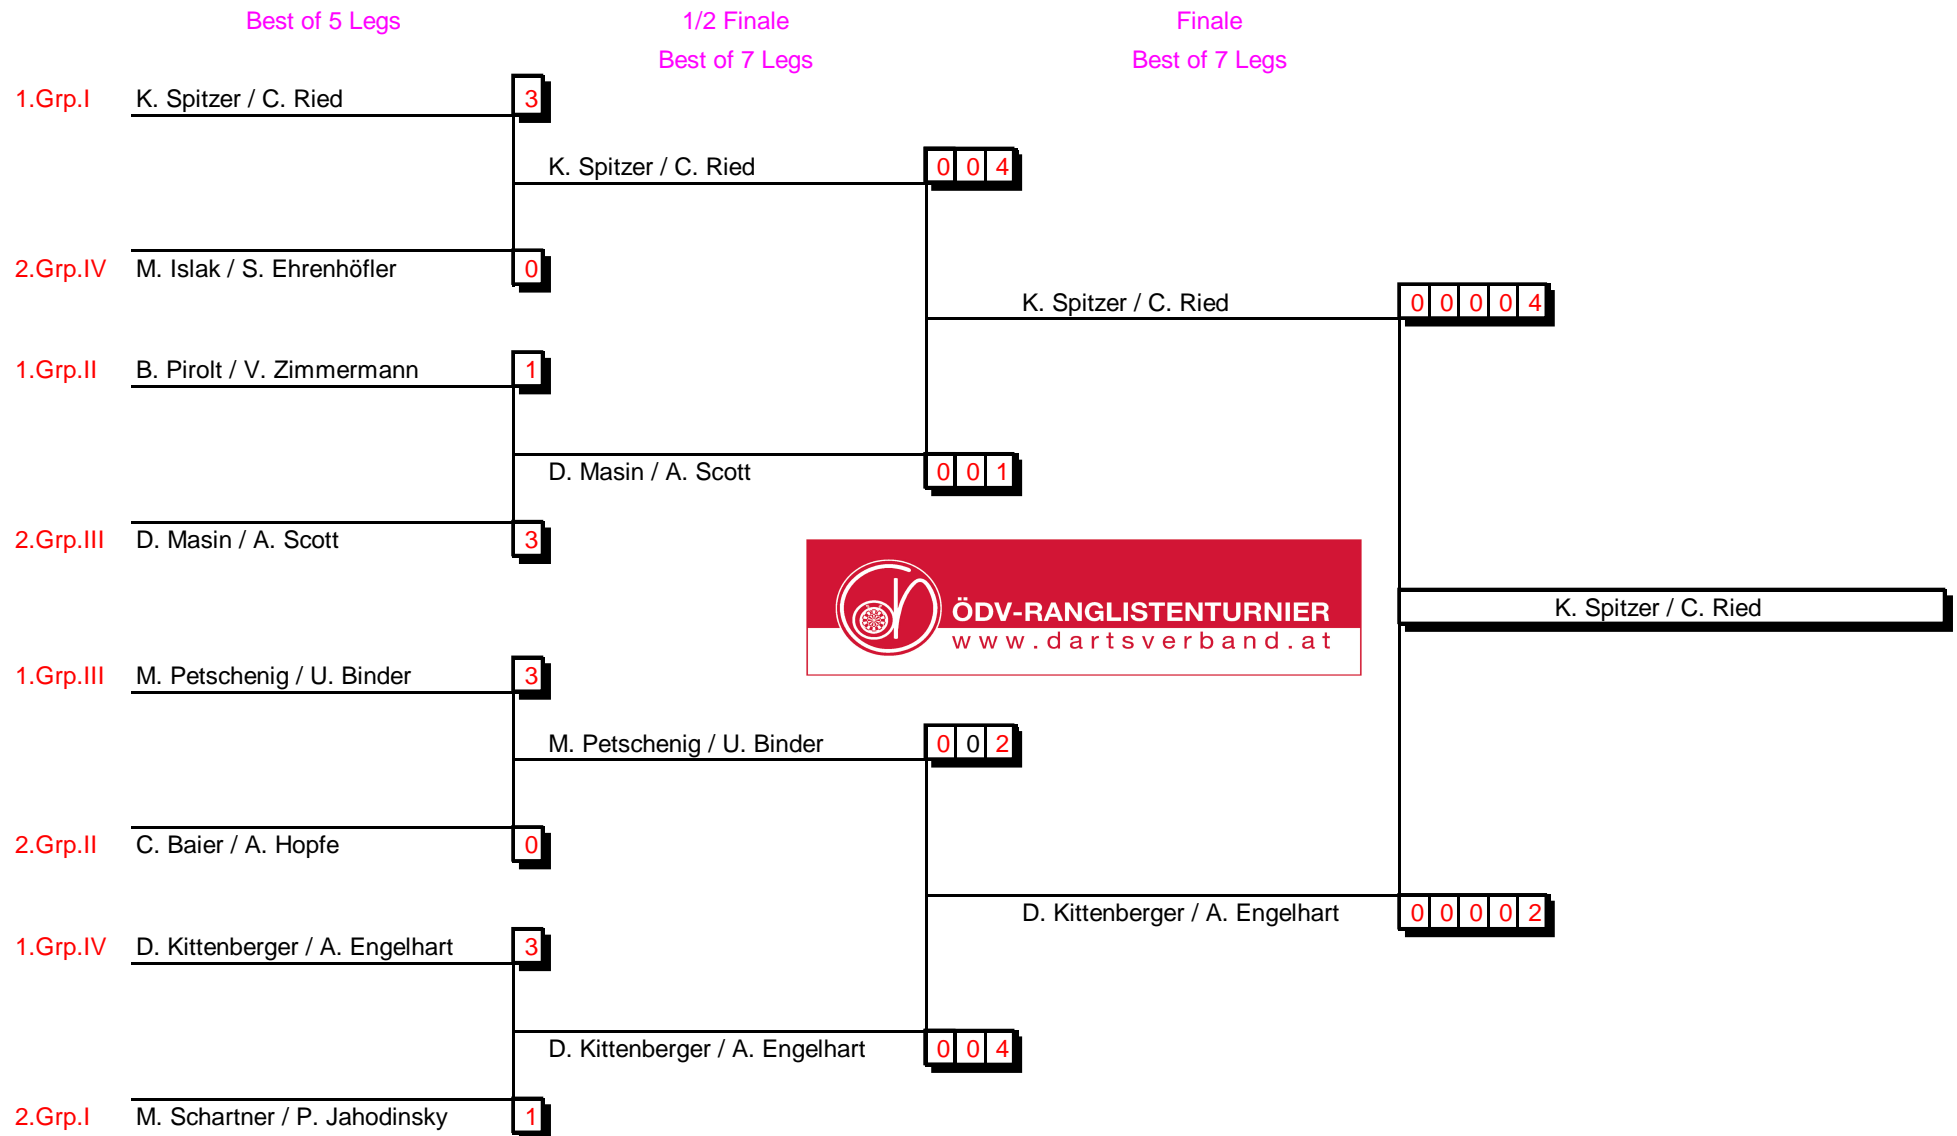 Best of 5 Legs 1/2 Finale Finale
Best of 7 Legs Best of 7 Legs
1.Grp.I K. Spitzer / C. Ried 3
K. Spitzer / C. Ried 0 0 4
2.Grp.IV M. Islak / S. Ehrenhöfler 0
K. Spitzer / C. Ried 0 0 0 0 4
1.Grp.II B. Pirolt / V. Zimmermann 1
D. Masin / A. Scott 0 0 1
2.Grp.III D. Masin / A. Scott 3
ÖDV-RANGLISTENTURNIER
www.dartsverband.at
K. Spitzer / C. Ried
1.Grp.III M. Petschenig / U. Binder 3
M. Petschenig / U. Binder 0 0 2
2.Grp.II C. Baier / A. Hopfe 0
D. Kittenberger / A. Engelhart 0 0 0 0 2
1.Grp.IV D. Kittenberger / A. Engelhart 3
D. Kittenberger / A. Engelhart 0 0 4
2.Grp.I M. Schartner / P. Jahodinsky 1